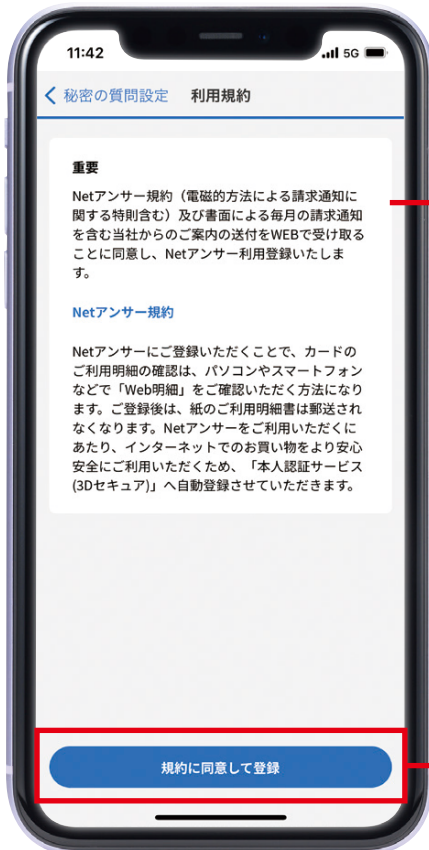 11:42
5G
秘密の質問設定 利用規約
重要
Netアンサー規約（電磁的方法による請求通知に
関する特則含む）及び書面による毎月の請求通知
を含む当社からのご案内の送付をWEBで受け取る
ことに同意し、Netアンサー利用登録いたしま
す。
Netアンサー規約
Netアンサーにご登録いただくことで、カードの
ご利用明細の確認は、パソコンやスマートフォン
などで「Web明細」をご確認いただく方法になり
ます。ご登録後は、紙のご利用明細書は郵送され
なくなります。Netアンサーをご利用いただくに
あたり、インターネットでのお買い物をより安心
安全にご利用いただくため、「本人認証サービス
(3Dセキュア)」へ自動登録させていただきます。
規約に同意して登録